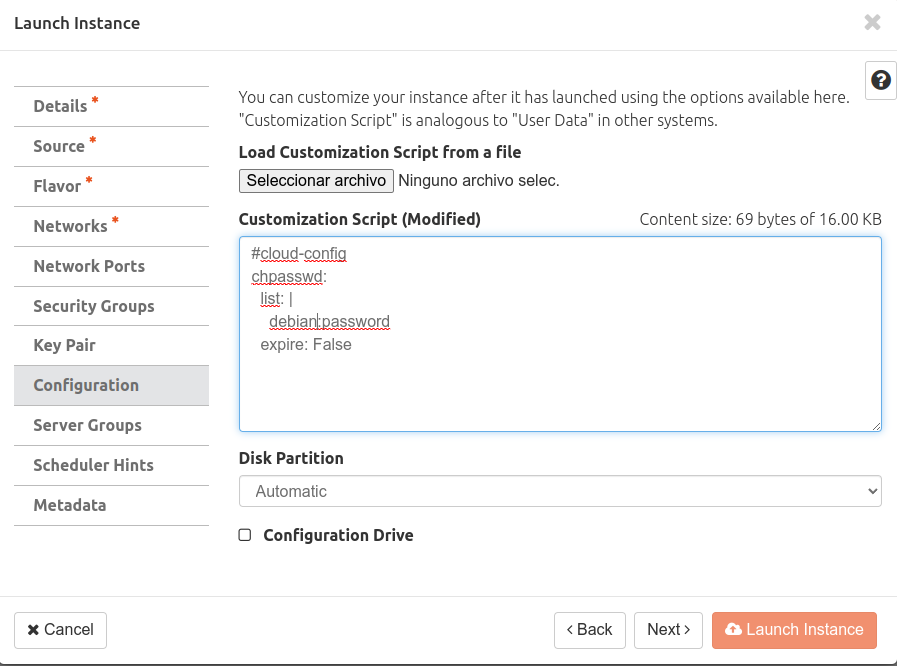 Launch Instance
Details *
Source *
Flavor *
Networks *
Network Ports
Security Groups
Key Pair
Configuration
Server Groups
Scheduler Hints
Metadata
You can customize your instance after it has launched using the options available here.
"Customization Script" is analogous to "User Data" in other systems.
Load Customization Script from a file
Seleccionar archivo Ninguno archivo selec.
Customization Script (Modified) Content size: 69 bytes of 16.00 KB
#cloud-config
chpasswd:
  list: |
    debian:password
  expire: False
Disk Partition
Automatic
Configuration Drive
Cancel
Back
Next
Launch Instance